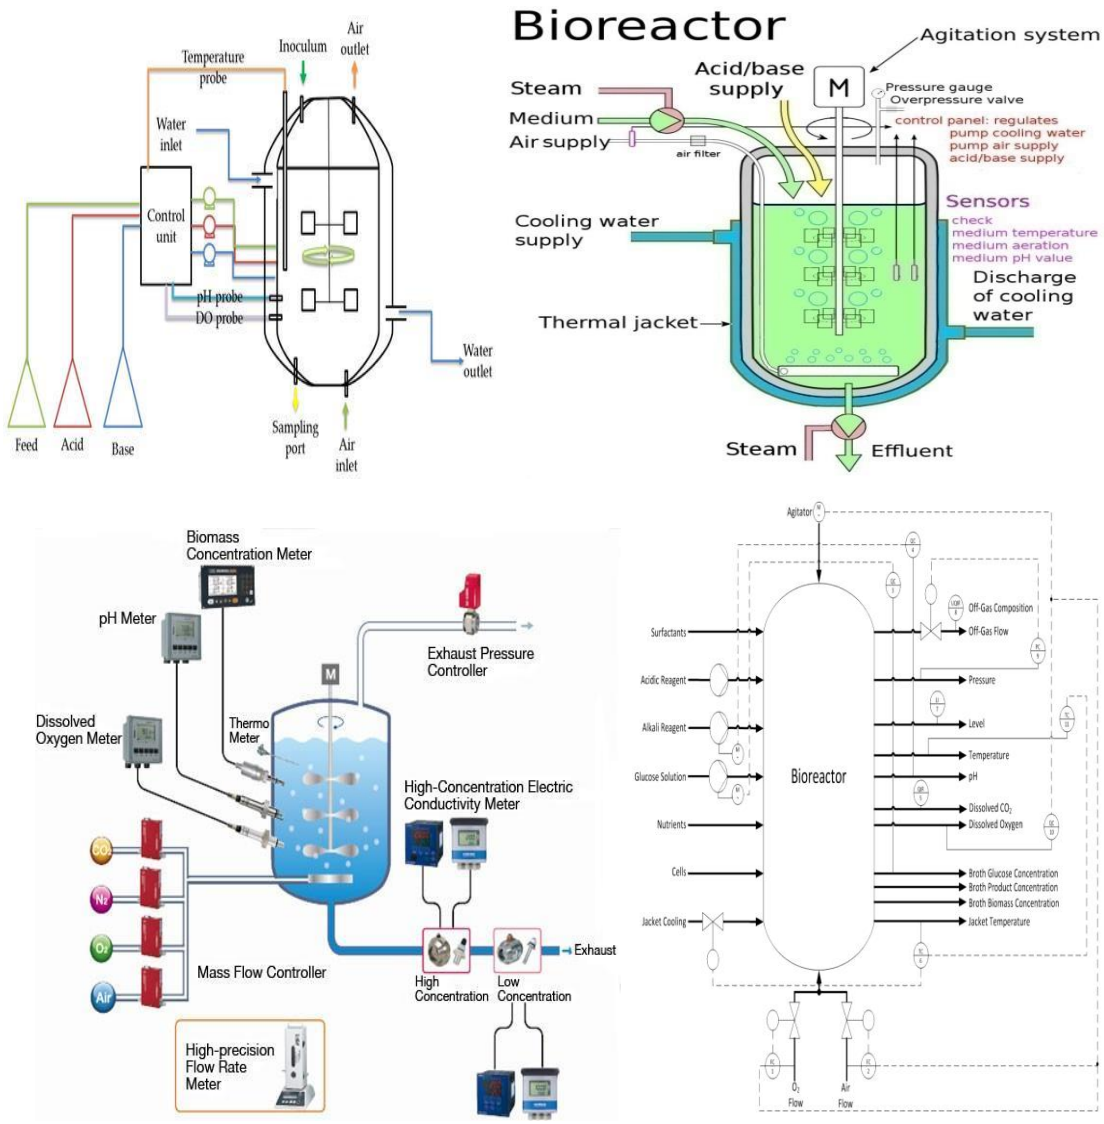 Temperature
probe
Inoculum
Air
outlet
Water
inlet
Control
unit
pH probe
DO probe
Water
outlet
Feed
Acid
Base
Sampling
port
Air
inlet
Bioreactor
Agitation system
Acid/base
supply
M
Steam
Medium
Air supply
air filter
Pressure gauge
Overpressure valve
control panel: regulates
pump cooling water
pump air supply
acid/base supply
Sensors
check
medium temperature
medium aeration
medium pH value
Cooling water
supply
Discharge
of cooling
water
Thermal jacket
Steam
Effluent
Biomass
Concentration Meter
pH Meter
Exhaust Pressure
Controller
M
Dissolved
Oxygen Meter
Thermo
Meter
High-Concentration Electric
Conductivity Meter
CO₂
N₂
O₂
Air
Mass Flow Controller
Exhaust
High
Concentration
Low
Concentration
High-precision
Flow Rate
Meter
Agitator
Surfactants
Acidic Reagent
Alkali Reagent
Glucose Solution
Nutrients
Cells
Jacket Cooling
Bioreactor
Off-Gas Composition
Off-Gas Flow
Pressure
Level
Temperature
pH
Dissolved CO₂
Dissolved Oxygen
Broth Glucose Concentration
Broth Product Concentration
Broth Biomass Concentration
Jacket Temperature
O₂
Flow
Air
Flow